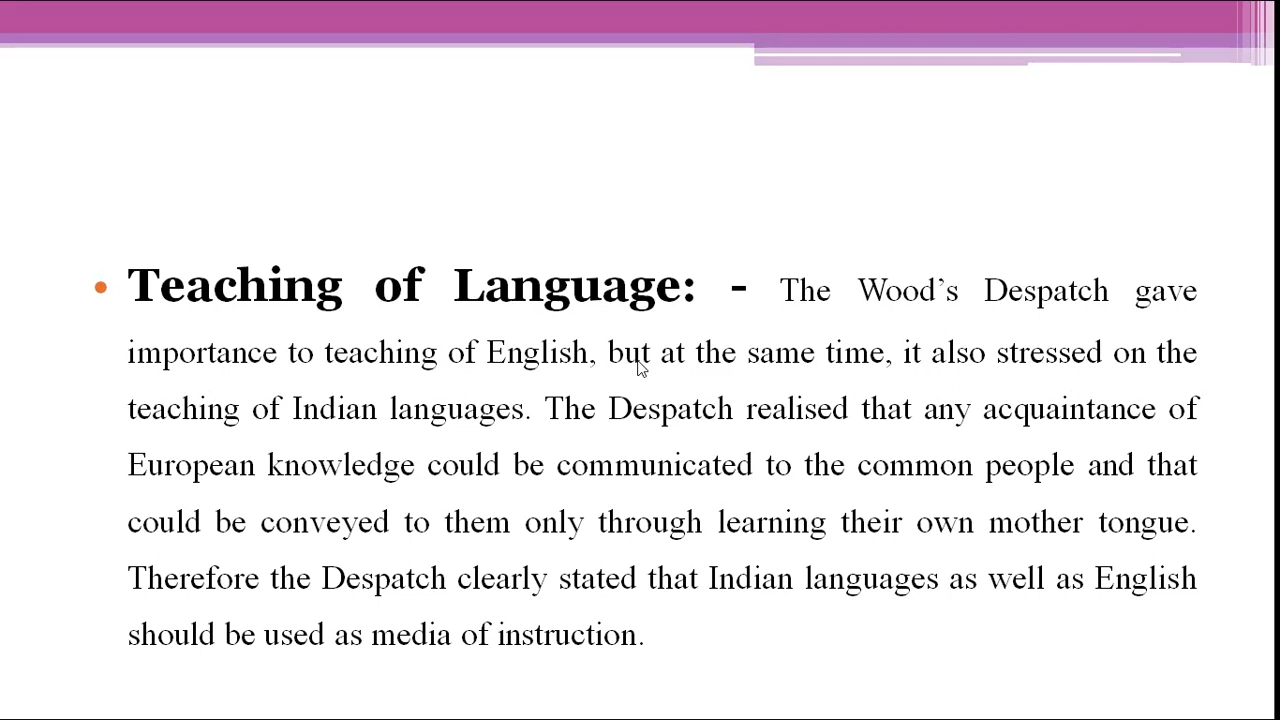 • Teaching of Language: - The Wood’s Despatch gave
importance to teaching of English, but at the same time, it also stressed on the
teaching of Indian languages. The Despatch realised that any acquaintance of
European knowledge could be communicated to the common people and that
could be conveyed to them only through learning their own mother tongue.
Therefore the Despatch clearly stated that Indian languages as well as English
should be used as media of instruction.